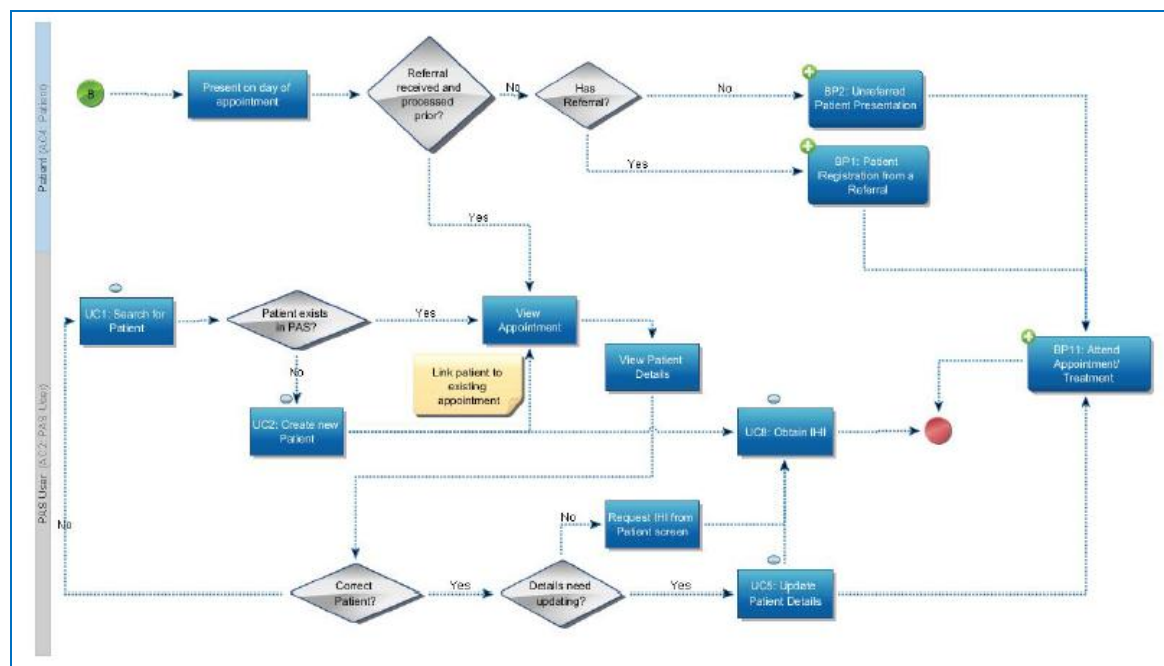 Patient (AC4: Patient)
8
Present on day of
appointment
Referral
received and
processed
prior?
No
Has
Referral?
No
BP2: Unreferred
Patient Presentation
Yes
BP1: Patient
Registration from a
Referral
Yes
PAS User (AC2: PAS User)
UC1: Search for
Patient
Patient exists
in PAS?
Yes
View
Appointment
View Patient
Details
BP11: Attend
Appointment/
Treatment
No
Link patient to
existing
appointment
UC2: Create new
Patient
UC8: Obtain IHI
No
No
Request IHI from
Patient screen
Correct
Patient?
Yes
Details need
updating?
Yes
UC5: Update
Patient Details